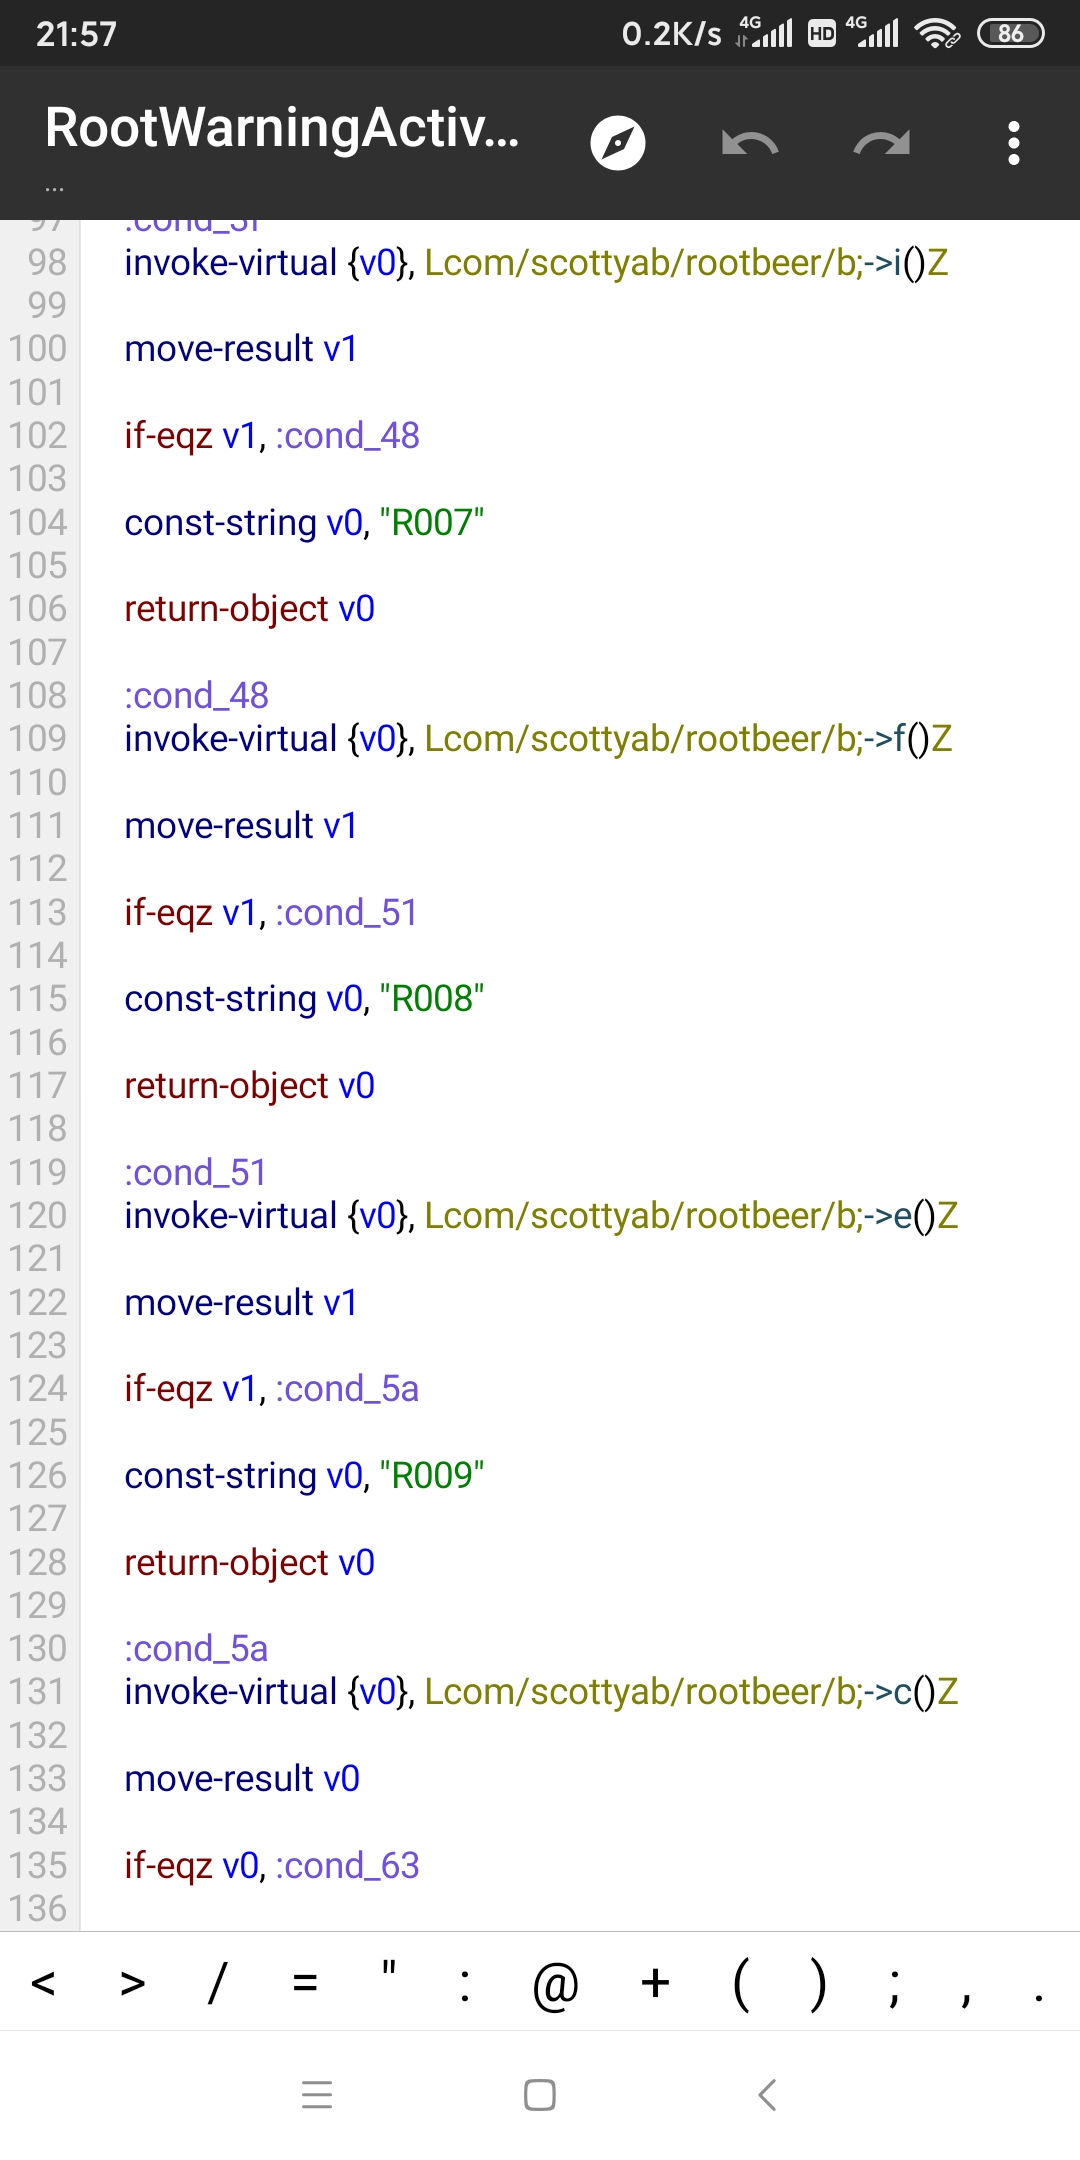 21:57 0.2K/s 4G HD 4G 86
RootWarningActiv...
...
97 :cond_3f
98 invoke-virtual {v0}, Lcom/scottyab/rootbeer/b;->i()Z
99
100 move-result v1
101
102 if-eqz v1, :cond_48
103
104 const-string v0, "R007"
105
106 return-object v0
107
108 :cond_48
109 invoke-virtual {v0}, Lcom/scottyab/rootbeer/b;->f()Z
110
111 move-result v1
112
113 if-eqz v1, :cond_51
114
115 const-string v0, "R008"
116
117 return-object v0
118
119 :cond_51
120 invoke-virtual {v0}, Lcom/scottyab/rootbeer/b;->e()Z
121
122 move-result v1
123
124 if-eqz v1, :cond_5a
125
126 const-string v0, "R009"
127
128 return-object v0
129
130 :cond_5a
131 invoke-virtual {v0}, Lcom/scottyab/rootbeer/b;->c()Z
132
133 move-result v0
134
135 if-eqz v0, :cond_63
136
< > / = " : @ + ( ) ; , .